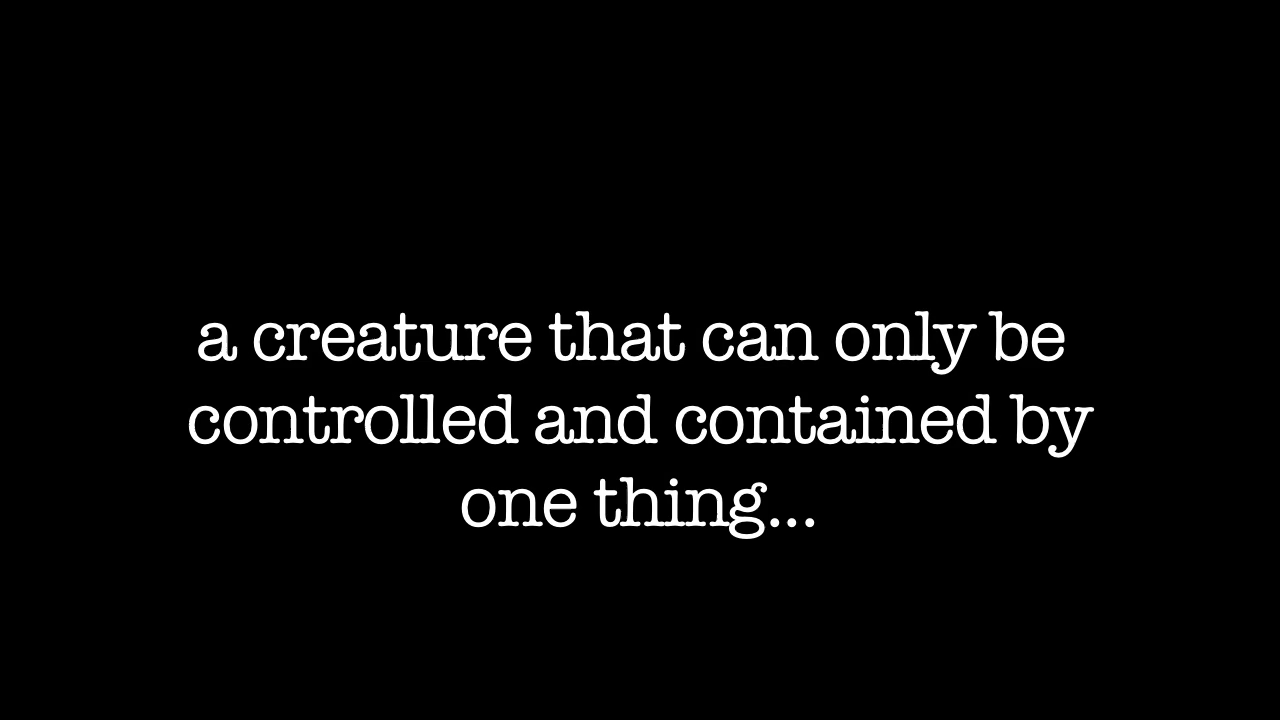 a creature that can only be
controlled and contained by
one thing...